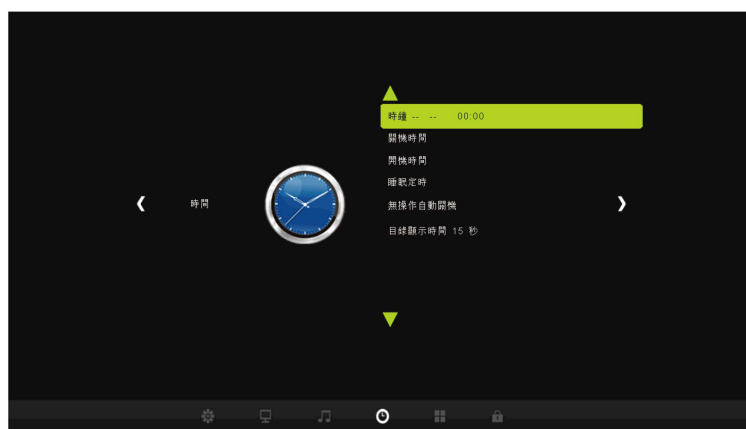 時間
時鐘 -- -- 00:00
關機時間
開機時間
睡眠定時
無操作自動關機
目錄顯示時間 15 秒